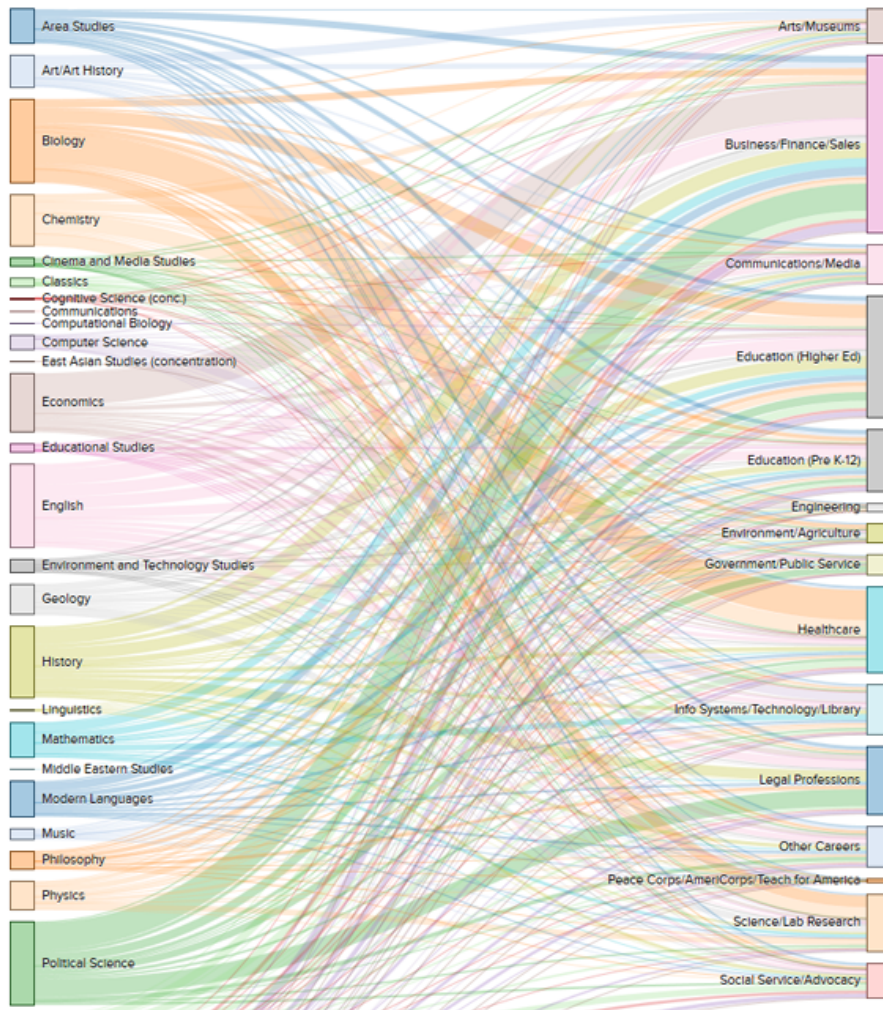 Area Studies
Art/Art History
Biology
Chemistry
Cinema and Media Studies
Classics
Cognitive Science (conc.)
Communications
Computational Biology
Computer Science
East Asian Studies (concentration)
Economics
Educational Studies
English
Environment and Technology Studies
Geology
History
Linguistics
Mathematics
Middle Eastern Studies
Modern Languages
Music
Philosophy
Physics
Political Science
Arts/Museums
Business/Finance/Sales
Communications/Media
Education (Higher Ed)
Education (Pre K-12)
Engineering
Environment/Agriculture
Government/Public Service
Healthcare
Info Systems/Technology/Library
Legal Professions
Other Careers
Peace Corps/AmeriCorps/Teach for America
Science/Lab Research
Social Service/Advocacy